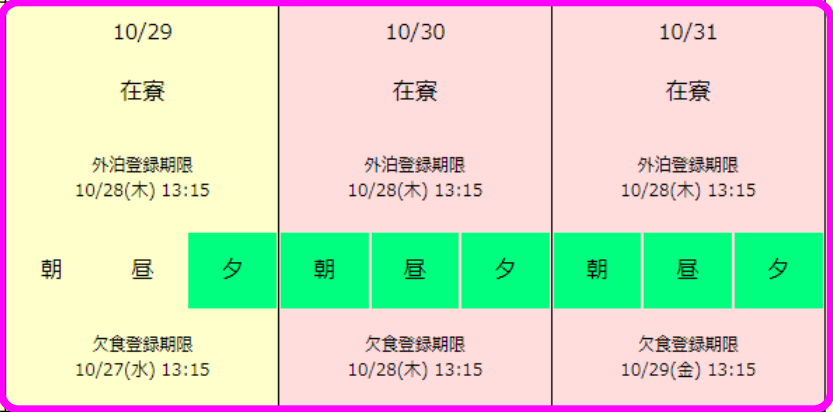 10/29
在寮
外泊登録期限
10/28(木) 13:15
朝 昼 夕
欠食登録期限
10/27(水) 13:15
10/30
在寮
外泊登録期限
10/28(木) 13:15
朝 昼 夕
欠食登録期限
10/28(木) 13:15
10/31
在寮
外泊登録期限
10/28(木) 13:15
朝 昼 夕
欠食登録期限
10/29(金) 13:15